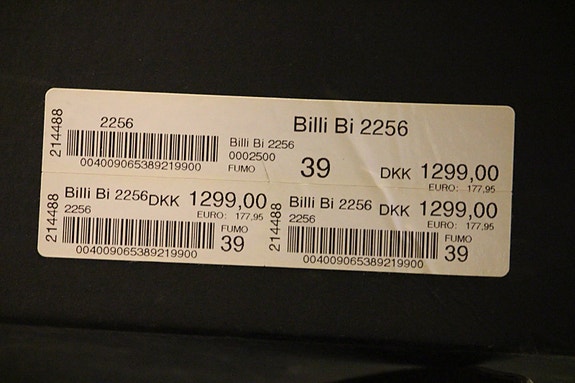 214488
2256
004009065389219900
Billi Bi 2256
Billi Bi 2256
0002500
FUMO
39
DKK 1299,00
EURO: 177,95
214488
Billi Bi 2256 DKK 1299,00
2256
EURO: 177,95
FUMO
39
004009065389219900
214488
Billi Bi 2256 DKK 1299,00
2256
EURO: 177,95
FUMO
39
004009065389219900